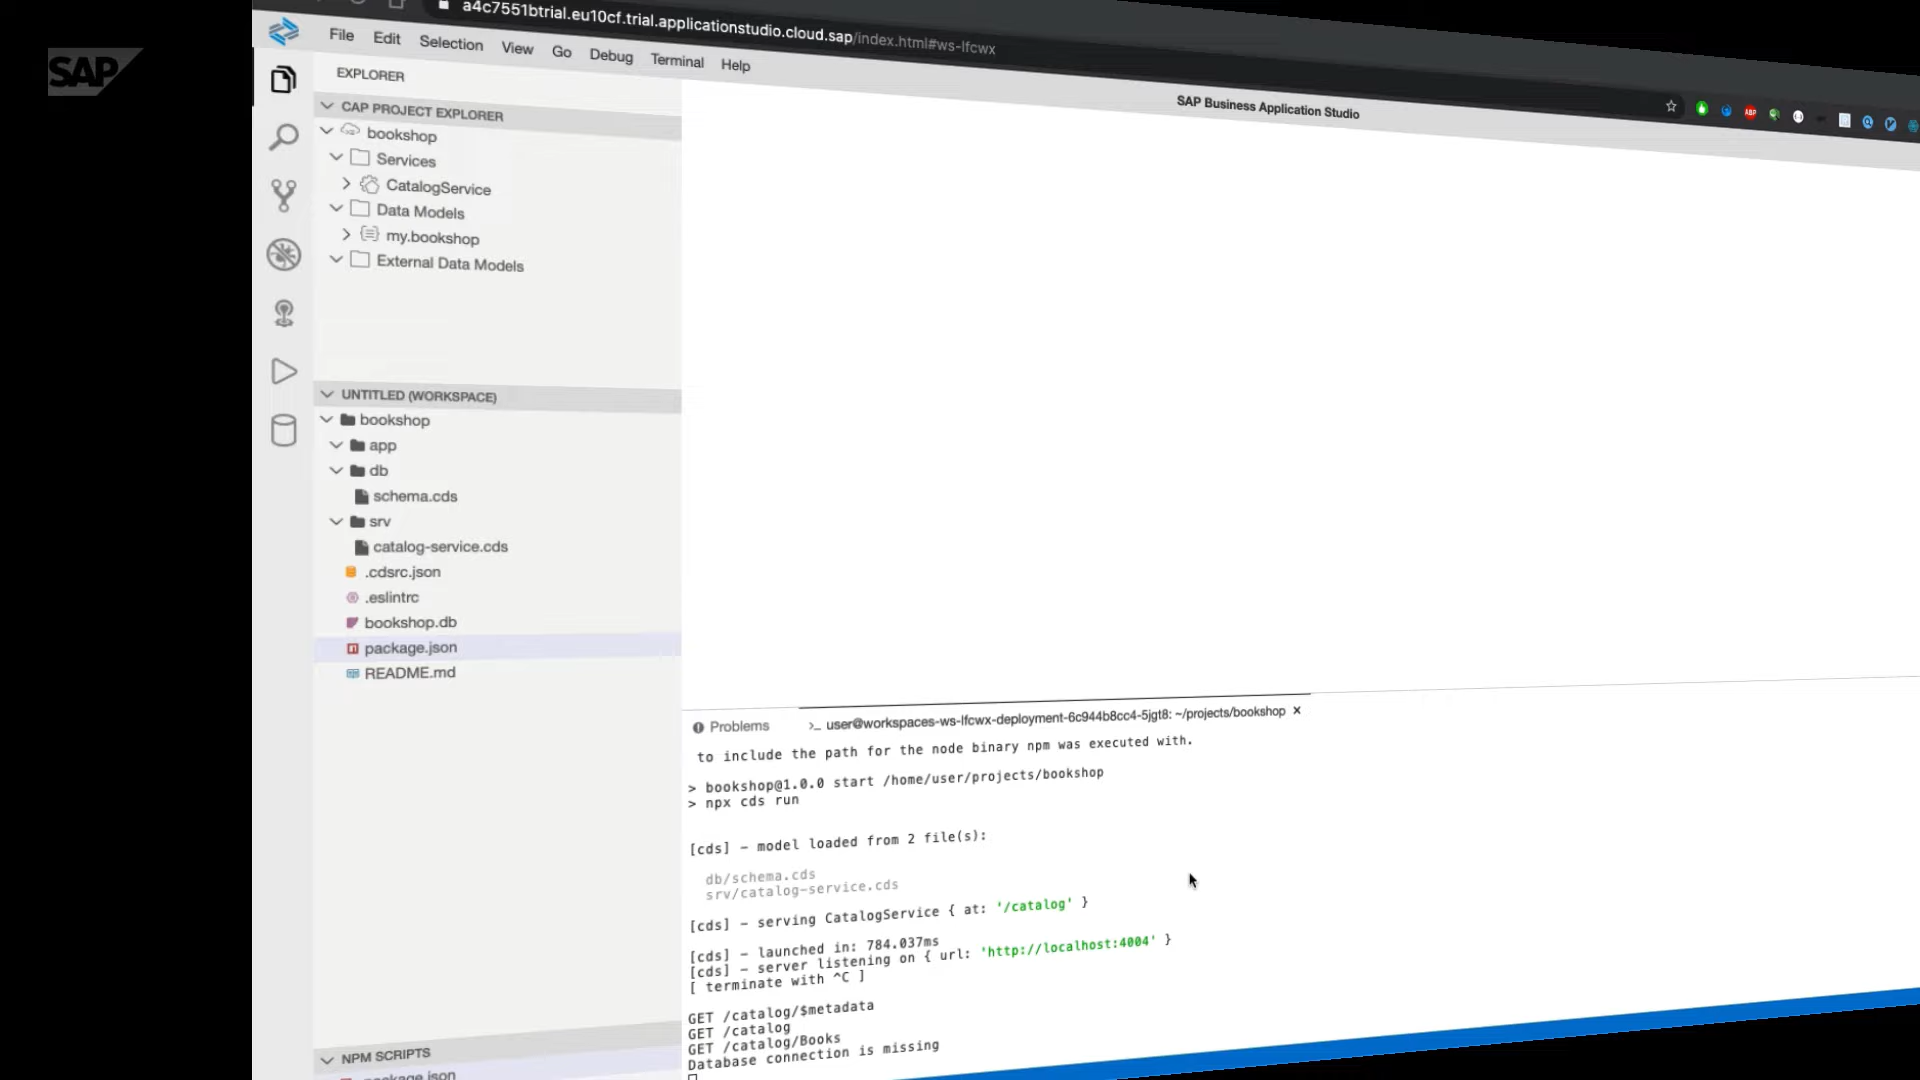 SAP
a4c7551btrial.eu10cf.trial.applicationstudio.cloud.sap/index.html#ws-lfcwx
File Edit Selection View Go Debug Terminal Help
SAP Business Application Studio
ABP
EXPLORER
CAP PROJECT EXPLORER
bookshop
Services
CatalogService
Data Models
my.bookshop
External Data Models
UNTITLED (WORKSPACE)
bookshop
app
db
schema.cds
srv
catalog-service.cds
.cdsrc.json
.eslintrc
bookshop.db
package.json
README.md
NPM SCRIPTS
package.json
Problems
>_ user@workspaces-ws-lfcwx-deployment-6c944b8cc4-5jgt8: ~/projects/bookshop ×
to include the path for the node binary npm was executed with.
> bookshop@1.0.0 start /home/user/projects/bookshop
> npx cds run
[cds] - model loaded from 2 file(s):
db/schema.cds
srv/catalog-service.cds
[cds] - serving CatalogService { at: '/catalog' }
[cds] - launched in: 784.037ms
[cds] - server listening on { url: 'http://localhost:4004' }
[ terminate with ^C ]
GET /catalog/$metadata
GET /catalog
GET /catalog/Books
Database connection is missing